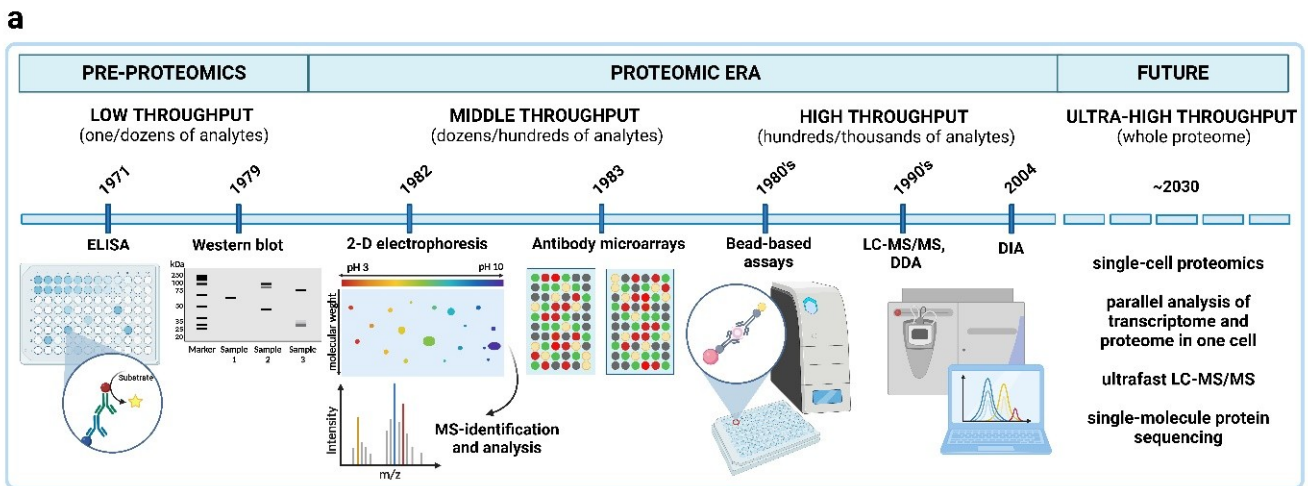 a
PRE-PROTEOMICS
PROTEOMIC ERA
FUTURE
LOW THROUGHPUT
(one/dozens of analytes)
MIDDLE THROUGHPUT
(dozens/hundreds of analytes)
HIGH THROUGHPUT
(hundreds/thousands of analytes)
ULTRA-HIGH THROUGHPUT
(whole proteome)
1971
1979
1982
1983
1980's
1990's
2004
~2030
ELISA
Western blot
2-D electrophoresis
Antibody microarrays
Bead-based
assays
LC-MS/MS,
DDA
DIA
Substrate
kDa
250
100
75
50
35
25
20
Marker
Sample
1
Sample
2
Sample
3
pH 3
pH 10
molecular weight
Intensity
m/z
MS-identification
and analysis
single-cell proteomics
parallel analysis of
transcriptome and
proteome in one cell
ultrafast LC-MS/MS
single-molecule protein
sequencing